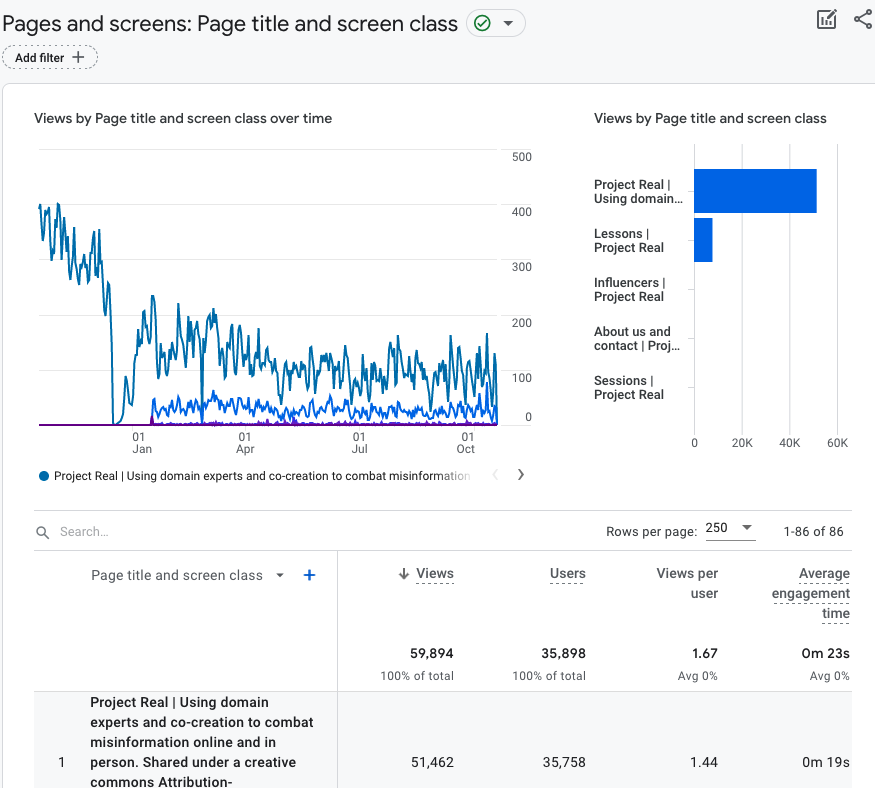 Pages and screens: Page title and screen class
Add filter
Views by Page title and screen class over time
500
400
300
200
100
0
01
Jan
01
Apr
01
Jul
01
Oct
Project Real | Using domain experts and co-creation to combat misinformation
Views by Page title and screen class
Project Real |
Using domain...
Lessons |
Project Real
Influencers |
Project Real
About us and
contact | Proj...
Sessions |
Project Real
0 20K 40K 60K
Search...
Rows per page: 250 1-86 of 86
Page title and screen class
Views
Users
Views per
user
Average
engagement
time
59,894 35,898 1.67 0m 23s
100% of total 100% of total Avg 0% Avg 0%
1
Project Real | Using domain
experts and co-creation to combat
misinformation online and in
person. Shared under a creative
commons Attribution-
51,462 35,758 1.44 0m 19s